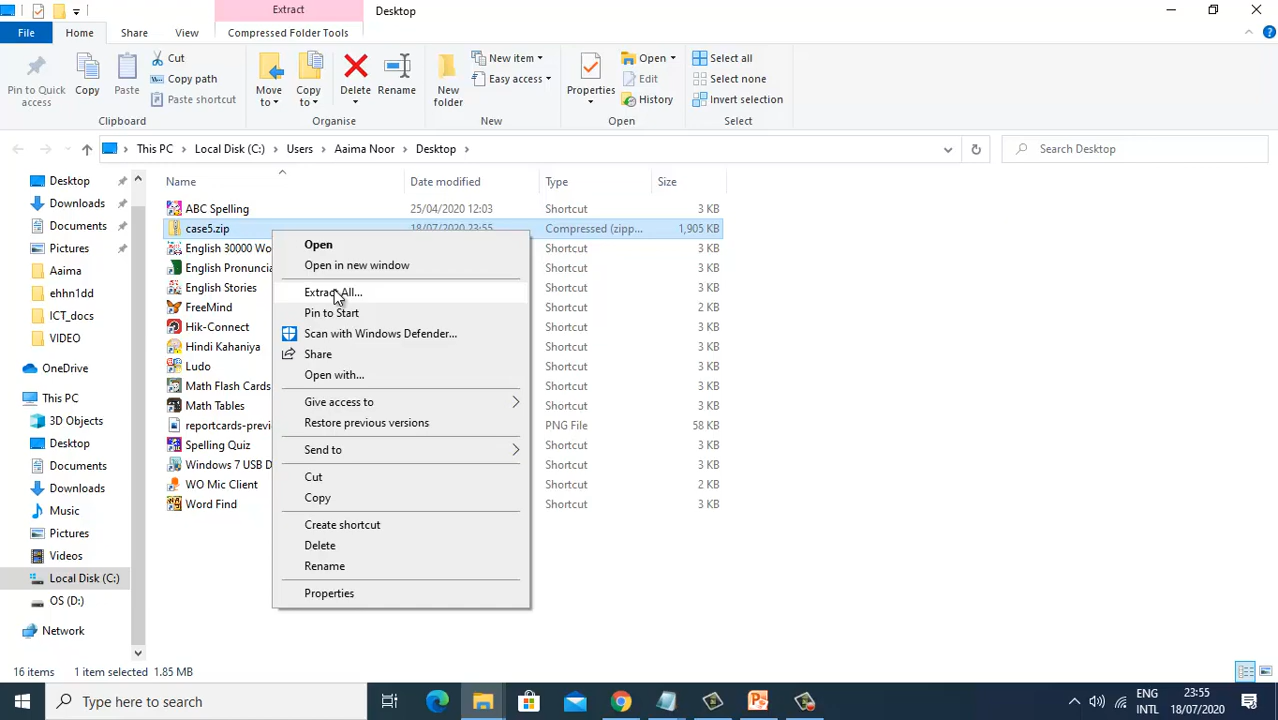 Extract
Desktop
File
Home
Share
View
Compressed Folder Tools
Pin to Quick access
Copy
Paste
Cut
Copy path
Paste shortcut
Move to
Copy to
Delete
Rename
New folder
New item
Easy access
Properties
Open
Edit
History
Select all
Select none
Invert selection
Clipboard
Organise
New
Open
Select
This PC
Local Disk (C:)
Users
Aaima Noor
Desktop
Search Desktop
Name
Date modified
Type
Size
Desktop
Downloads
Documents
Pictures
Aaima
ehhn1dd
ICT_docs
VIDEO
OneDrive
This PC
3D Objects
Desktop
Documents
Downloads
Music
Pictures
Videos
Local Disk (C:)
OS (D:)
Network
ABC Spelling 25/04/2020 12:03 Shortcut 3 KB
case5.zip 18/07/2020 23:55 Compressed (zipp... 1,905 KB
English 30000 Wo Shortcut 3 KB
English Pronuncia Shortcut 3 KB
English Stories Shortcut 3 KB
FreeMind Shortcut 2 KB
Hik-Connect Shortcut 3 KB
Hindi Kahaniya Shortcut 3 KB
Ludo Shortcut 3 KB
Math Flash Cards Shortcut 3 KB
Math Tables Shortcut 3 KB
reportcards-previ PNG File 58 KB
Spelling Quiz Shortcut 3 KB
Windows 7 USB D Shortcut 3 KB
WO Mic Client Shortcut 2 KB
Word Find Shortcut 3 KB
Open
Open in new window
Extract All...
Pin to Start
Scan with Windows Defender...
Share
Open with...
Give access to
Restore previous versions
Send to
Cut
Copy
Create shortcut
Delete
Rename
Properties
16 items 1 item selected 1.85 MB
Type here to search
ENG
INTL
23:55
18/07/2020